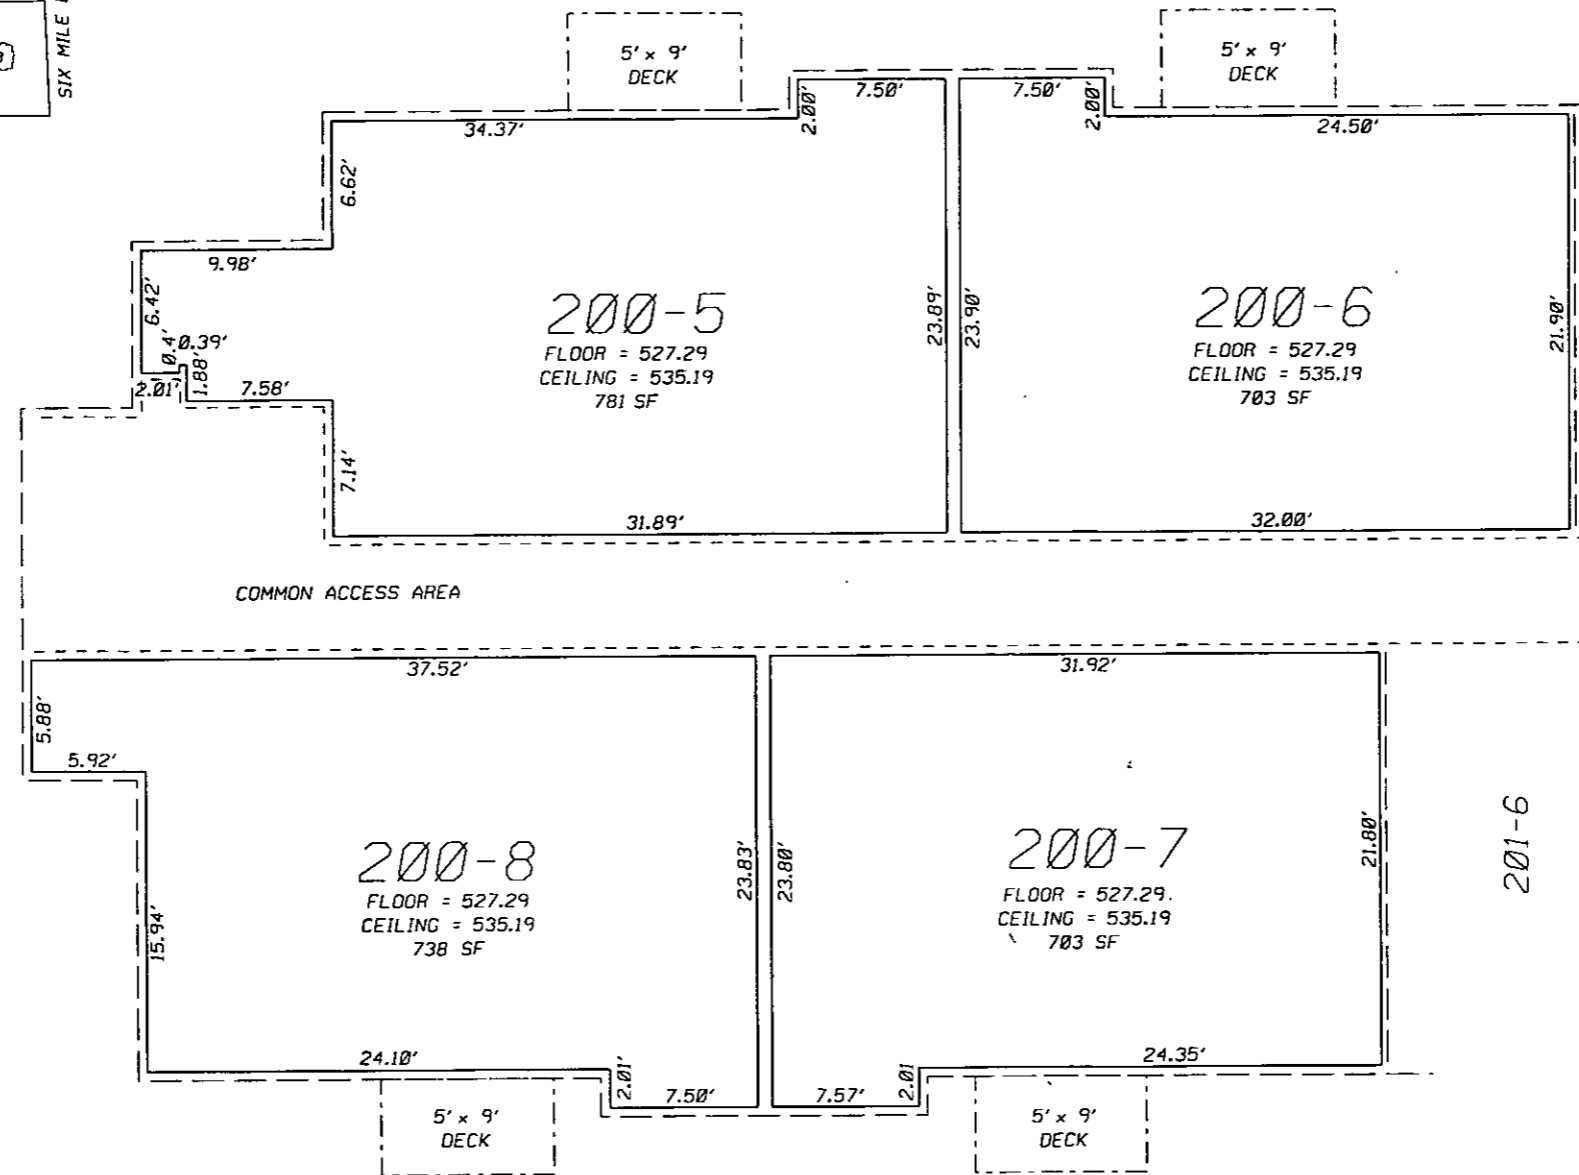 SIX MILE
5' x 9'
DECK
5' x 9'
DECK
7.50'
2.00'
7.50'
2.00'
34.37'
24.50'
6.62'
9.98'
6.42'
0.4'
0.39'
1.88'
2.01'
7.58'
7.14'
200-5
FLOOR = 527.29
CEILING = 535.19
781 SF
23.89'
23.90'
200-6
FLOOR = 527.29
CEILING = 535.19
703 SF
21.90'
31.89'
32.00'
COMMON ACCESS AREA
37.52'
31.92'
5.88'
5.92'
15.94'
200-8
FLOOR = 527.29
CEILING = 535.19
738 SF
23.83'
23.80'
200-7
FLOOR = 527.29
CEILING = 535.19
703 SF
21.80'
201-6
24.10'
2.01'
7.50'
7.57'
2.01
24.35'
5' x 9'
DECK
5' x 9'
DECK